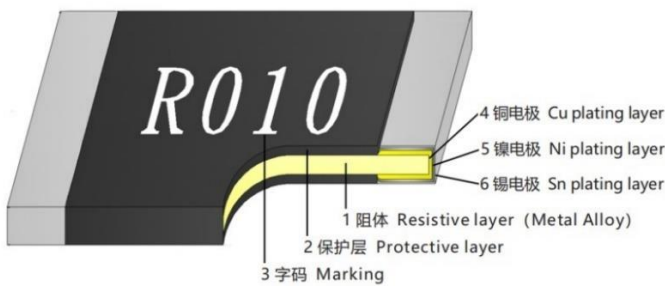 R010
4 铜电极 Cu plating layer
5 镍电极 Ni plating layer
6 锡电极 Sn plating layer
1 阻体 Resistive layer (Metal Alloy)
2 保护层 Protective layer
3 字码 Marking